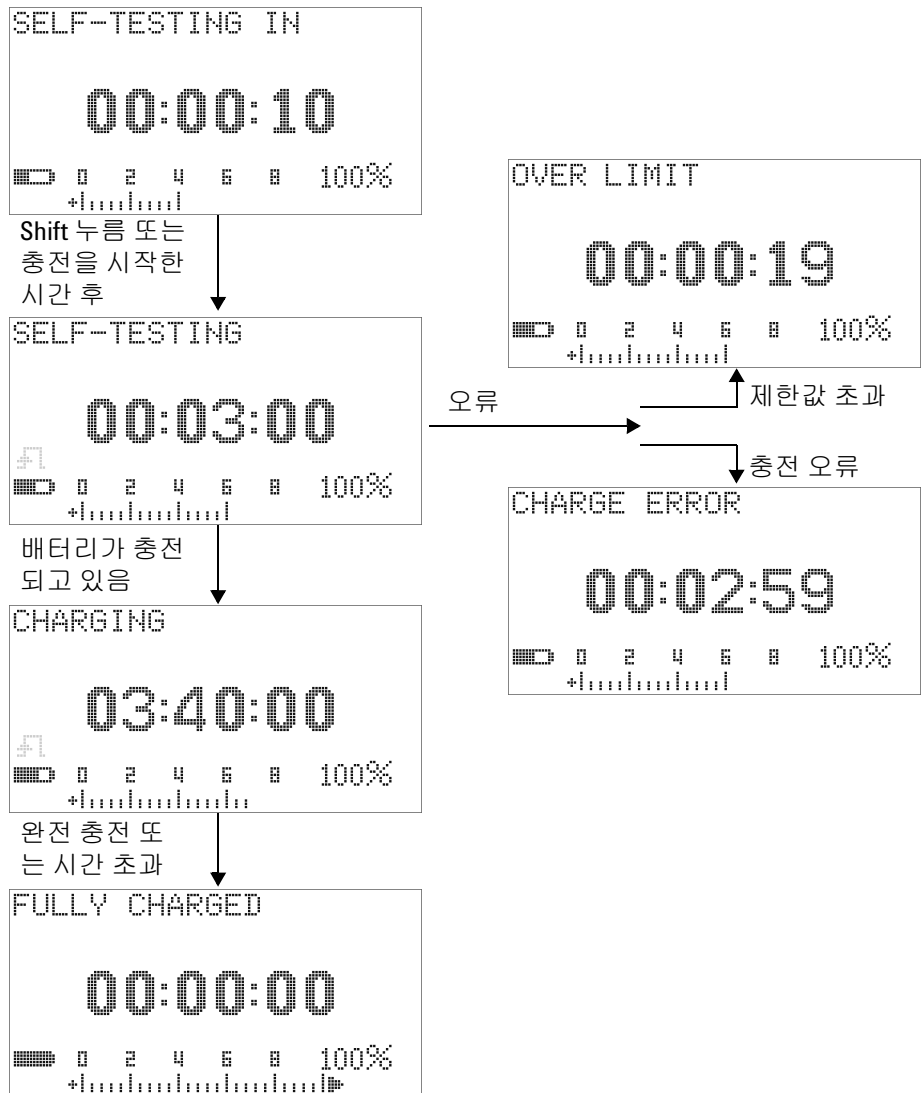 SELF-TESTING IN
00:00:10
0 2 4 6 8 100%
Shift 누름 또는
충전을 시작한
시간 후
SELF-TESTING
00:03:00
0 2 4 6 8 100%
배터리가 충전
되고 있음
CHARGING
03:40:00
0 2 4 6 8 100%
완전 충전 또
는 시간 초과
FULLY CHARGED
00:00:00
0 2 4 6 8 100%
오류
OVER LIMIT
00:00:19
0 2 4 6 8 100%
제한값 초과
충전 오류
CHARGE ERROR
00:02:59
0 2 4 6 8 100%